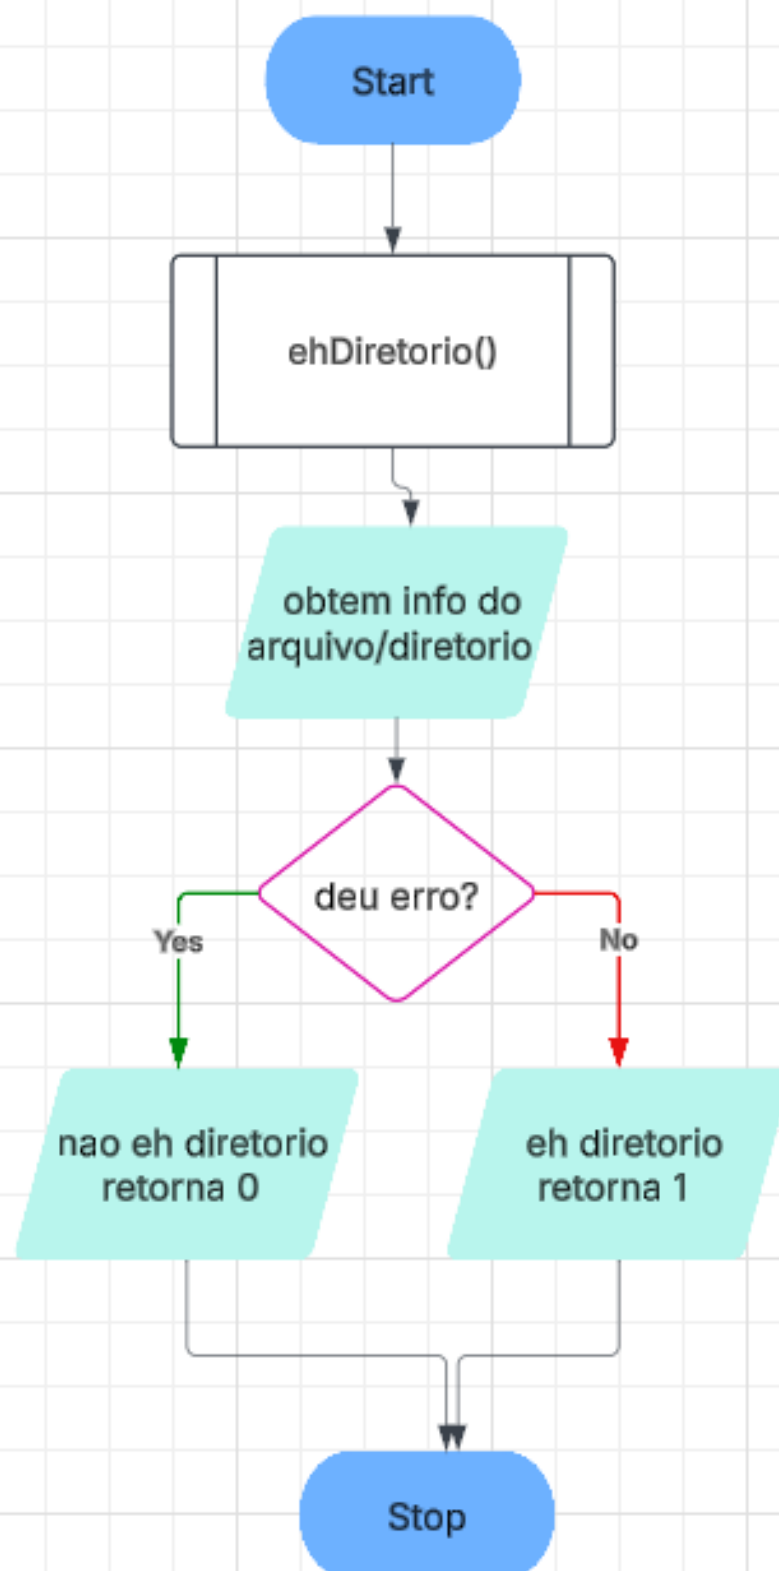 Start
ehDiretorio()
obtem info do
arquivo/diretorio
deu erro?
Yes
No
nao eh diretorio
retorna 0
eh diretorio
retorna 1
Stop